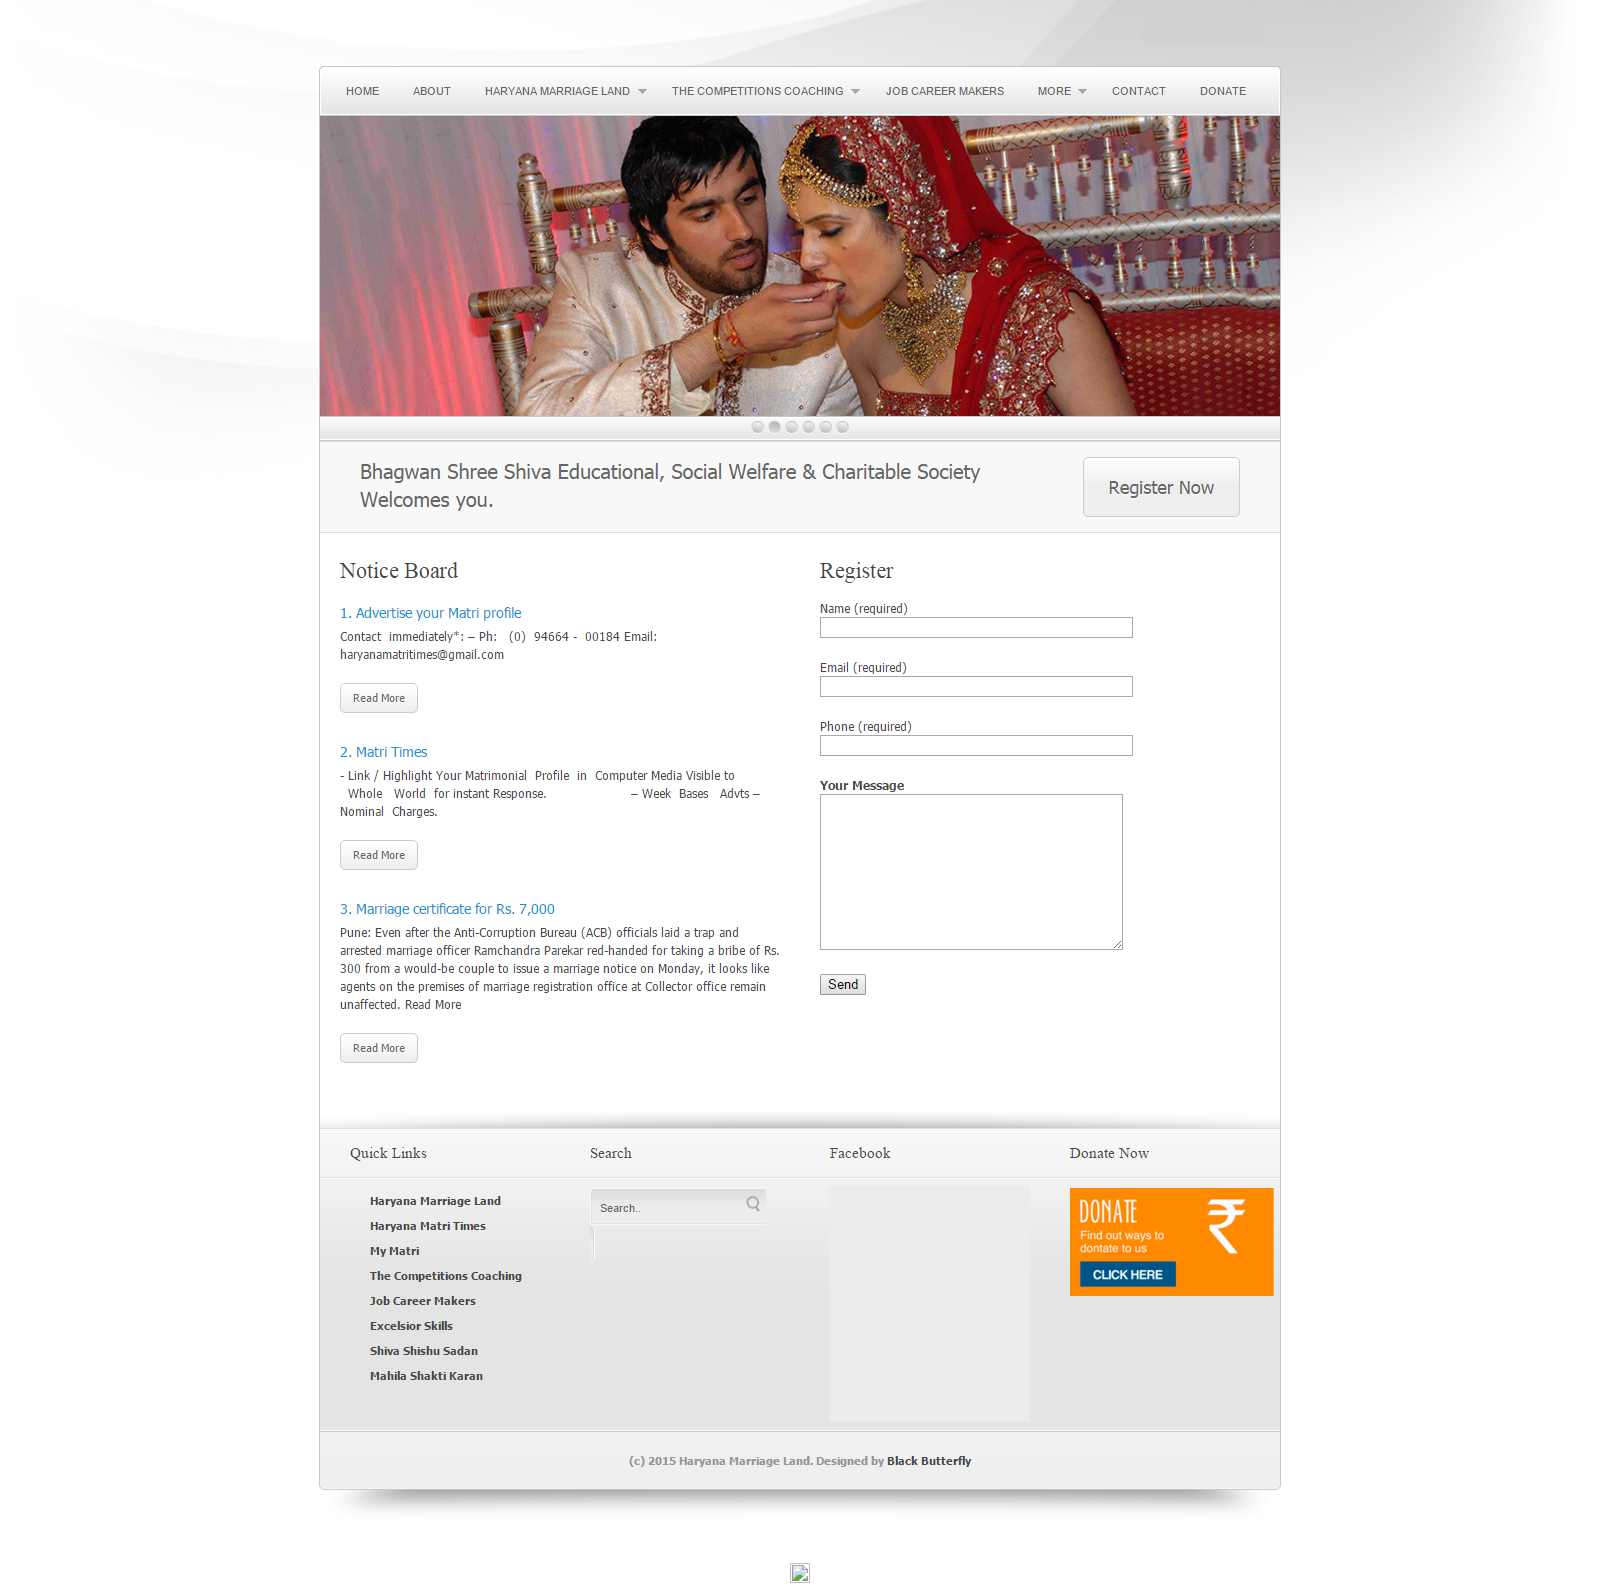 HOME ABOUT HARYANA MARRIAGE LAND THE COMPETITIONS COACHING JOB CAREER MAKERS MORE CONTACT DONATE
Bhagwan Shree Shiva Educational, Social Welfare & Charitable Society
Welcomes you.
Register Now
Notice Board
1. Advertise your Matri profile
Contact immediately*: – Ph: (0) 94664 - 00184 Email:
haryanamatritimes@gmail.com
Read More
2. Matri Times
- Link / Highlight Your Matrimonial Profile in Computer Media Visible to
Whole World for instant Response. – Week Bases Advts –
Nominal Charges.
Read More
3. Marriage certificate for Rs. 7,000
Pune: Even after the Anti-Corruption Bureau (ACB) officials laid a trap and
arrested marriage officer Ramchandra Parekar red-handed for taking a bribe of Rs.
300 from a would-be couple to issue a marriage notice on Monday, it looks like
agents on the premises of marriage registration office at Collector office remain
unaffected. Read More
Read More
Register
Name (required)
Email (required)
Phone (required)
Your Message
Send
Quick Links
Haryana Marriage Land
Haryana Matri Times
My Matri
The Competitions Coaching
Job Career Makers
Excelsior Skills
Shiva Shishu Sadan
Mahila Shakti Karan
Search
Search..
Facebook
Donate Now
DONATE ₹
Find out ways to
dontate to us
CLICK HERE
(c) 2015 Haryana Marriage Land. Designed by Black Butterfly